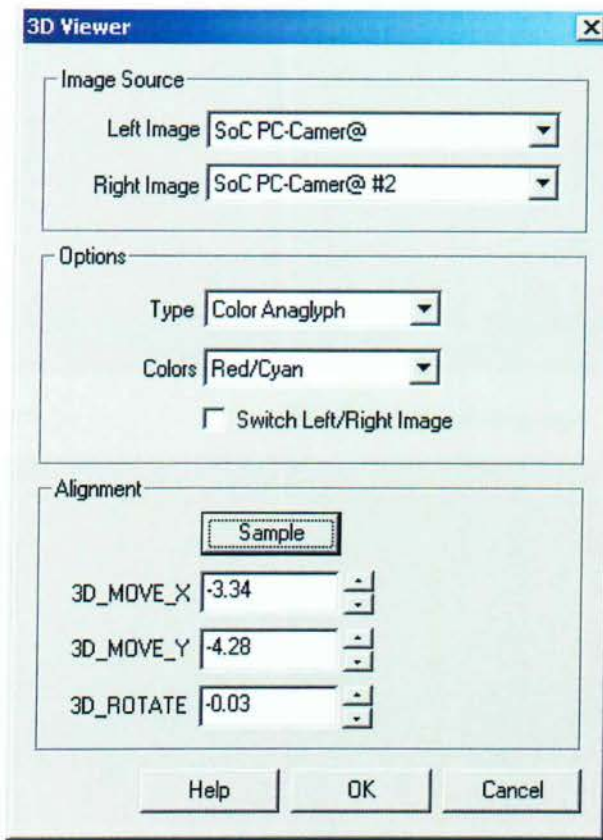 3D Viewer
Image Source
Left Image SoC PC-Camer@
Right Image SoC PC-Camer@ #2
Options
Type Color Anaglyph
Colors Red/Cyan
Switch Left/Right Image
Alignment
Sample
3D_MOVE_X -3.34
3D_MOVE_Y -4.28
3D_ROTATE -0.03
Help OK Cancel